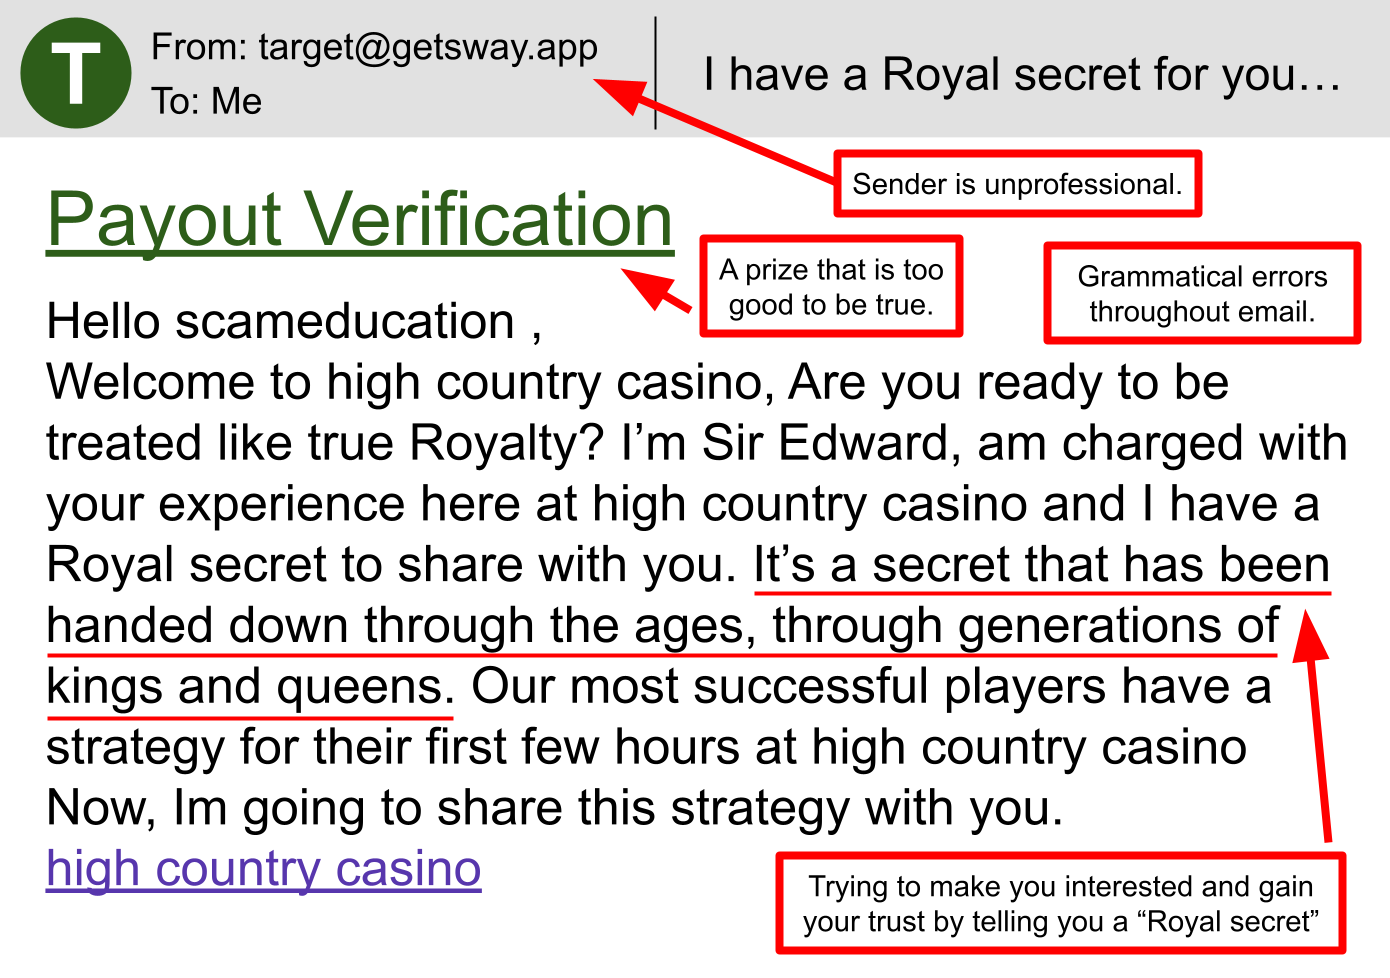 T
From: target@getsway.app
To: Me
I have a Royal secret for you…
Sender is unprofessional.
Payout Verification
A prize that is too
good to be true.
Grammatical errors
throughout email.
Hello scameducation ,
Welcome to high country casino, Are you ready to be
treated like true Royalty? I’m Sir Edward, am charged with
your experience here at high country casino and I have a
Royal secret to share with you. It’s a secret that has been
handed down through the ages, through generations of
kings and queens. Our most successful players have a
strategy for their first few hours at high country casino
Now, Im going to share this strategy with you.
high country casino
Trying to make you interested and gain
your trust by telling you a “Royal secret”